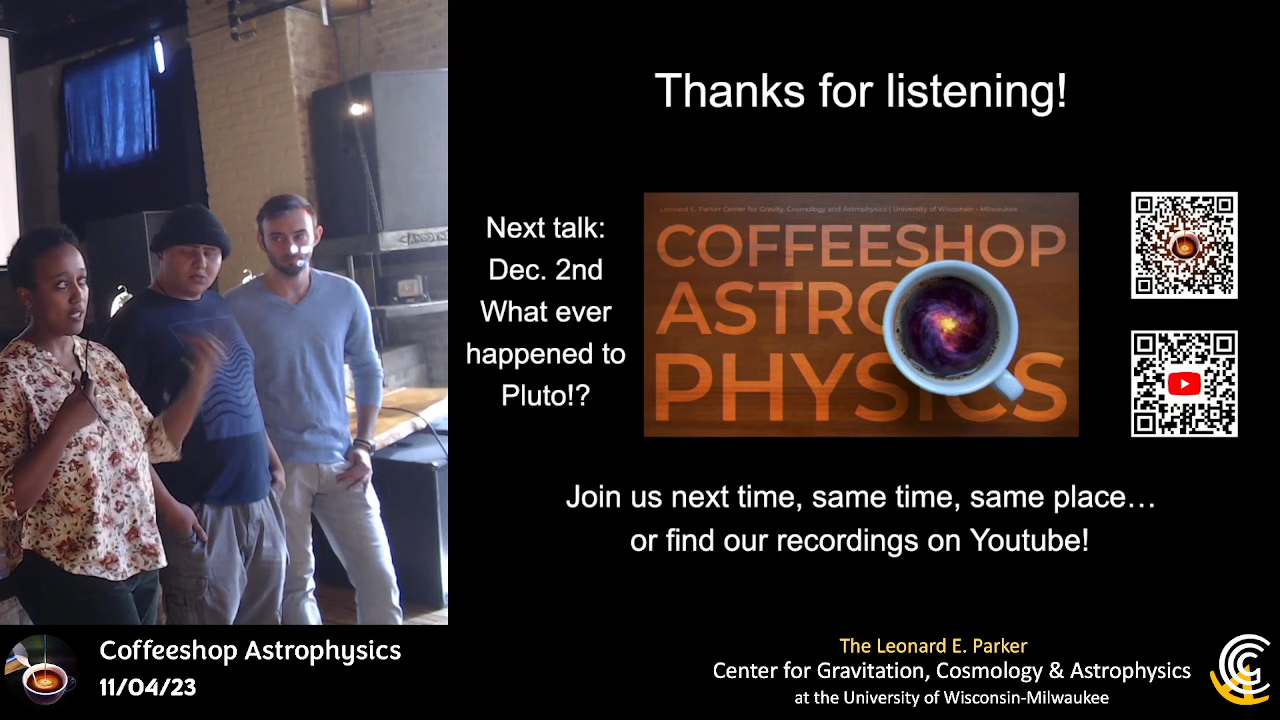 Thanks for listening!
Next talk:
Dec. 2nd
What ever
happened to
Pluto!?
Leonard E. Parker Center for Gravity, Cosmology and Astrophysics | University of Wisconsin - Milwaukee
COFFEESHOP
ASTRO
PHYSICS
Join us next time, same time, same place…
or find our recordings on Youtube!
Coffeeshop Astrophysics
11/04/23
The Leonard E. Parker
Center for Gravitation, Cosmology & Astrophysics
at the University of Wisconsin-Milwaukee